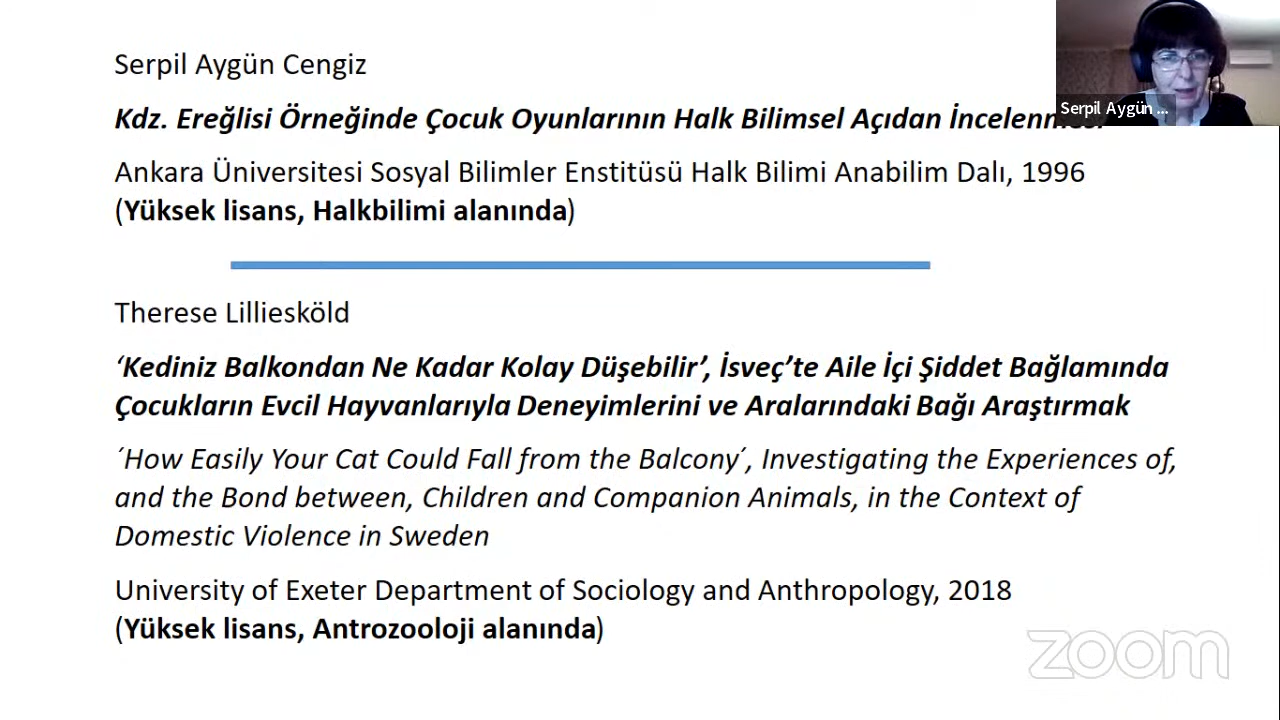 Serpil Aygün Cengiz
Kdz. Ereğlisi Örneğinde Çocuk Oyunlarının Halk Bilimsel Açıdan İncelenmesi
Serpil Aygün ...
Ankara Üniversitesi Sosyal Bilimler Enstitüsü Halk Bilimi Anabilim Dalı, 1996
(Yüksek lisans, Halkbilimi alanında)
Therese Lilliesköld
‘Kediniz Balkondan Ne Kadar Kolay Düşebilir’, İsveç’te Aile İçi Şiddet Bağlamında
Çocukların Evcil Hayvanlarıyla Deneyimlerini ve Aralarındaki Bağı Araştırmak
´How Easily Your Cat Could Fall from the Balcony´, Investigating the Experiences of,
and the Bond between, Children and Companion Animals, in the Context of
Domestic Violence in Sweden
University of Exeter Department of Sociology and Anthropology, 2018
(Yüksek lisans, Antrozooloji alanında)
zoom